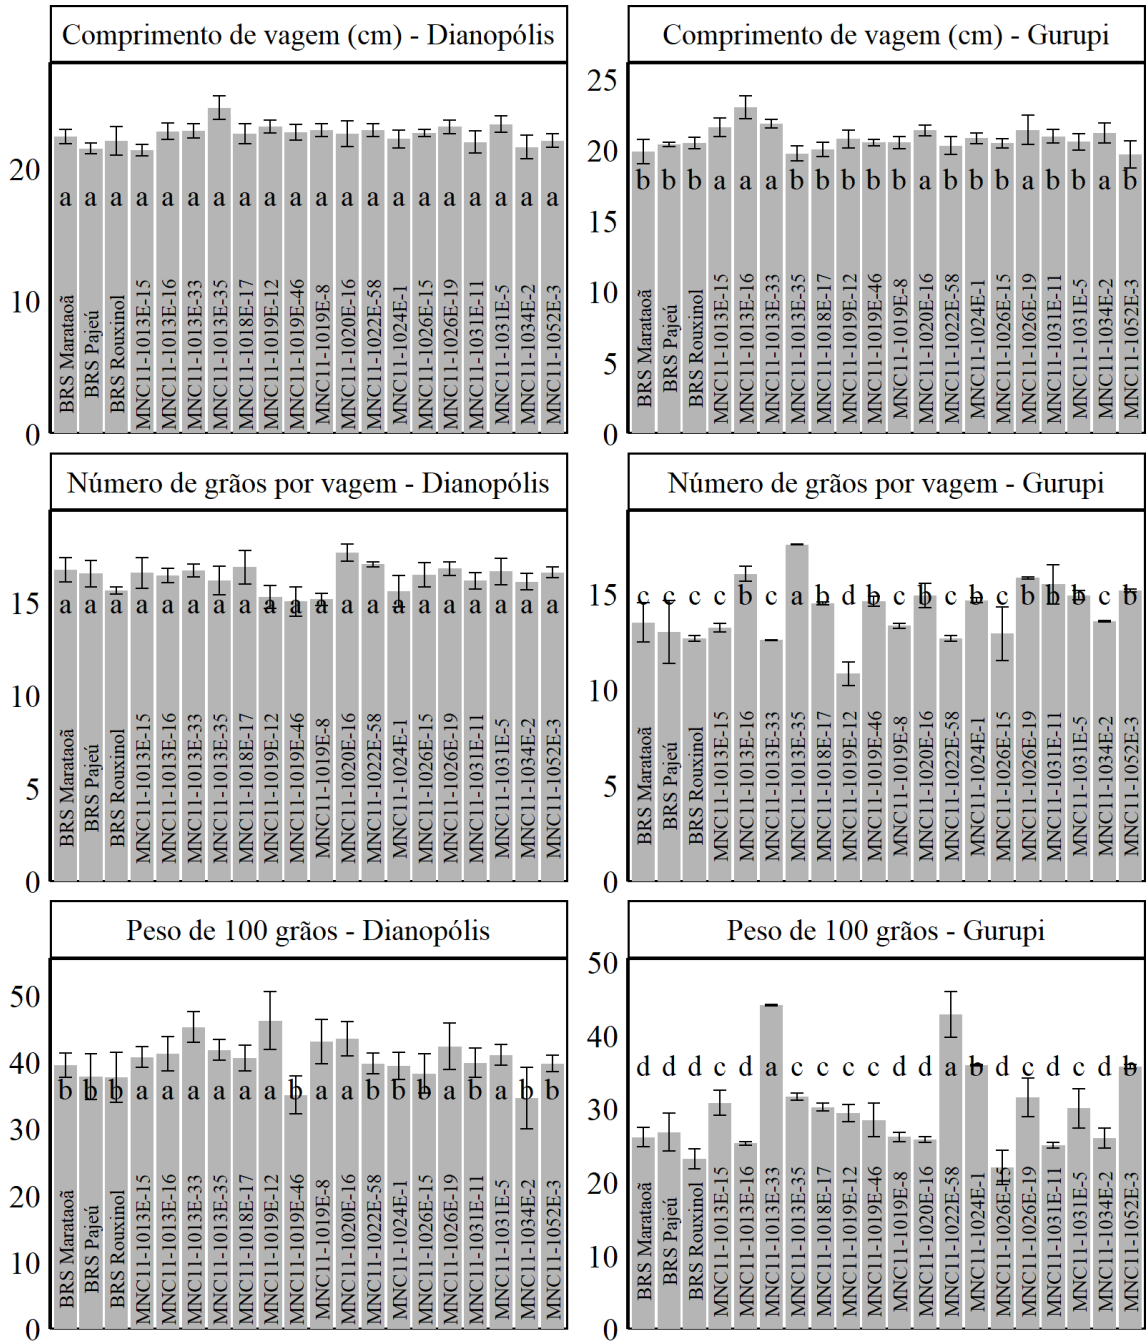 Comprimento de vagem (cm) - Dianopólis
20
10
0
a a a a a a a a a a a a a a a a a a a a
BRS Marataoã
BRS Pajeú
BRS Rouxinol
MNC11-1013E-15
MNC11-1013E-16
MNC11-1013E-33
MNC11-1013E-35
MNC11-1018E-17
MNC11-1019E-12
MNC11-1019E-46
MNC11-1019E-8
MNC11-1020E-16
MNC11-1022E-58
MNC11-1024E-1
MNC11-1026E-15
MNC11-1026E-19
MNC11-1031E-11
MNC11-1031E-5
MNC11-1034E-2
MNC11-1052E-3
Comprimento de vagem (cm) - Gurupi
25
20
15
10
5
0
b b b a a a b b b b b a b b b a b b a b
BRS Marataoã
BRS Pajeú
BRS Rouxinol
MNC11-1013E-15
MNC11-1013E-16
MNC11-1013E-33
MNC11-1013E-35
MNC11-1018E-17
MNC11-1019E-12
MNC11-1019E-46
MNC11-1019E-8
MNC11-1020E-16
MNC11-1022E-58
MNC11-1024E-1
MNC11-1026E-15
MNC11-1026E-19
MNC11-1031E-11
MNC11-1031E-5
MNC11-1034E-2
MNC11-1052E-3
Número de grãos por vagem - Dianopólis
15
10
5
0
a a a a a a a a a a a a a a a a a a a a
BRS Marataoã
BRS Pajeú
BRS Rouxinol
MNC11-1013E-15
MNC11-1013E-16
MNC11-1013E-33
MNC11-1013E-35
MNC11-1018E-17
MNC11-1019E-12
MNC11-1019E-46
MNC11-1019E-8
MNC11-1020E-16
MNC11-1022E-58
MNC11-1024E-1
MNC11-1026E-15
MNC11-1026E-19
MNC11-1031E-11
MNC11-1031E-5
MNC11-1034E-2
MNC11-1052E-3
Número de grãos por vagem - Gurupi
15
10
5
0
c c c c b c a b d b c b c b c b b b c b
BRS Marataoã
BRS Pajeú
BRS Rouxinol
MNC11-1013E-15
MNC11-1013E-16
MNC11-1013E-33
MNC11-1013E-35
MNC11-1018E-17
MNC11-1019E-12
MNC11-1019E-46
MNC11-1019E-8
MNC11-1020E-16
MNC11-1022E-58
MNC11-1024E-1
MNC11-1026E-15
MNC11-1026E-19
MNC11-1031E-11
MNC11-1031E-5
MNC11-1034E-2
MNC11-1052E-3
Peso de 100 grãos - Dianopólis
50
40
30
20
10
0
b b b a a a a a a b a a b b b a b a b b
BRS Marataoã
BRS Pajeú
BRS Rouxinol
MNC11-1013E-15
MNC11-1013E-16
MNC11-1013E-33
MNC11-1013E-35
MNC11-1018E-17
MNC11-1019E-12
MNC11-1019E-46
MNC11-1019E-8
MNC11-1020E-16
MNC11-1022E-58
MNC11-1024E-1
MNC11-1026E-15
MNC11-1026E-19
MNC11-1031E-11
MNC11-1031E-5
MNC11-1034E-2
MNC11-1052E-3
Peso de 100 grãos - Gurupi
50
40
30
20
10
0
d d d c d a c c c c d d a b d c d c d b
BRS Marataoã
BRS Pajeú
BRS Rouxinol
MNC11-1013E-15
MNC11-1013E-16
MNC11-1013E-33
MNC11-1013E-35
MNC11-1018E-17
MNC11-1019E-12
MNC11-1019E-46
MNC11-1019E-8
MNC11-1020E-16
MNC11-1022E-58
MNC11-1024E-1
MNC11-1026E-15
MNC11-1026E-19
MNC11-1031E-11
MNC11-1031E-5
MNC11-1034E-2
MNC11-1052E-3